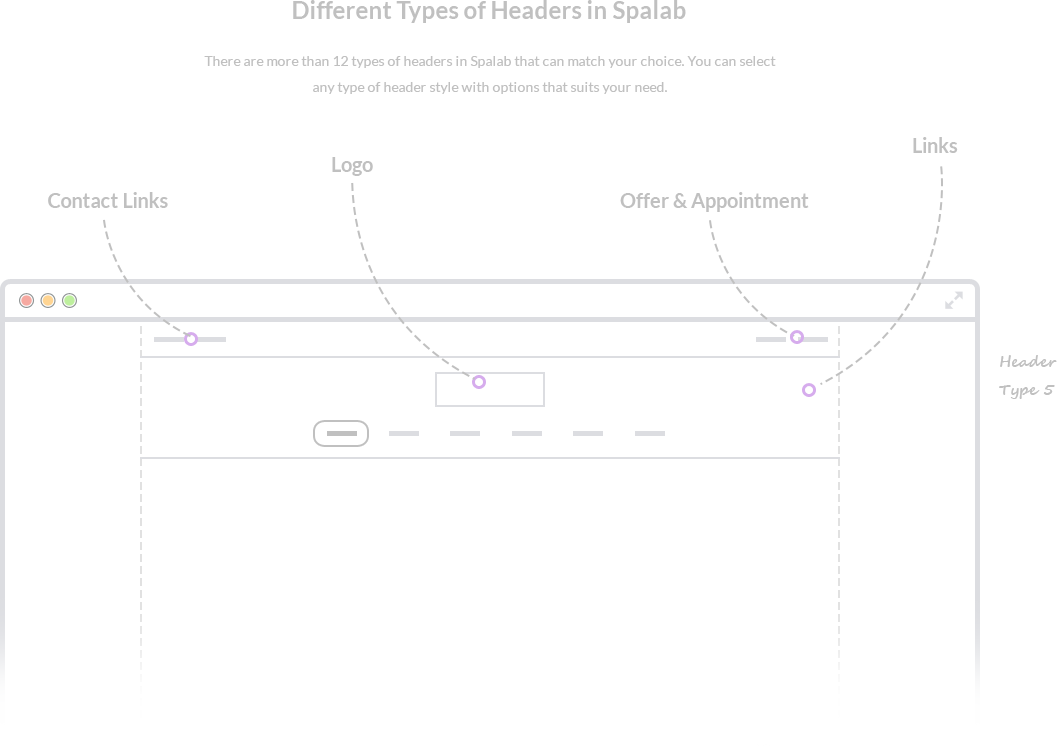 Different Types of Headers in Spalab
There are more than 12 types of headers in Spalab that can match your choice. You can select
any type of header style with options that suits your need.
Links
Logo
Contact Links
Offer & Appointment
Header
Type 5